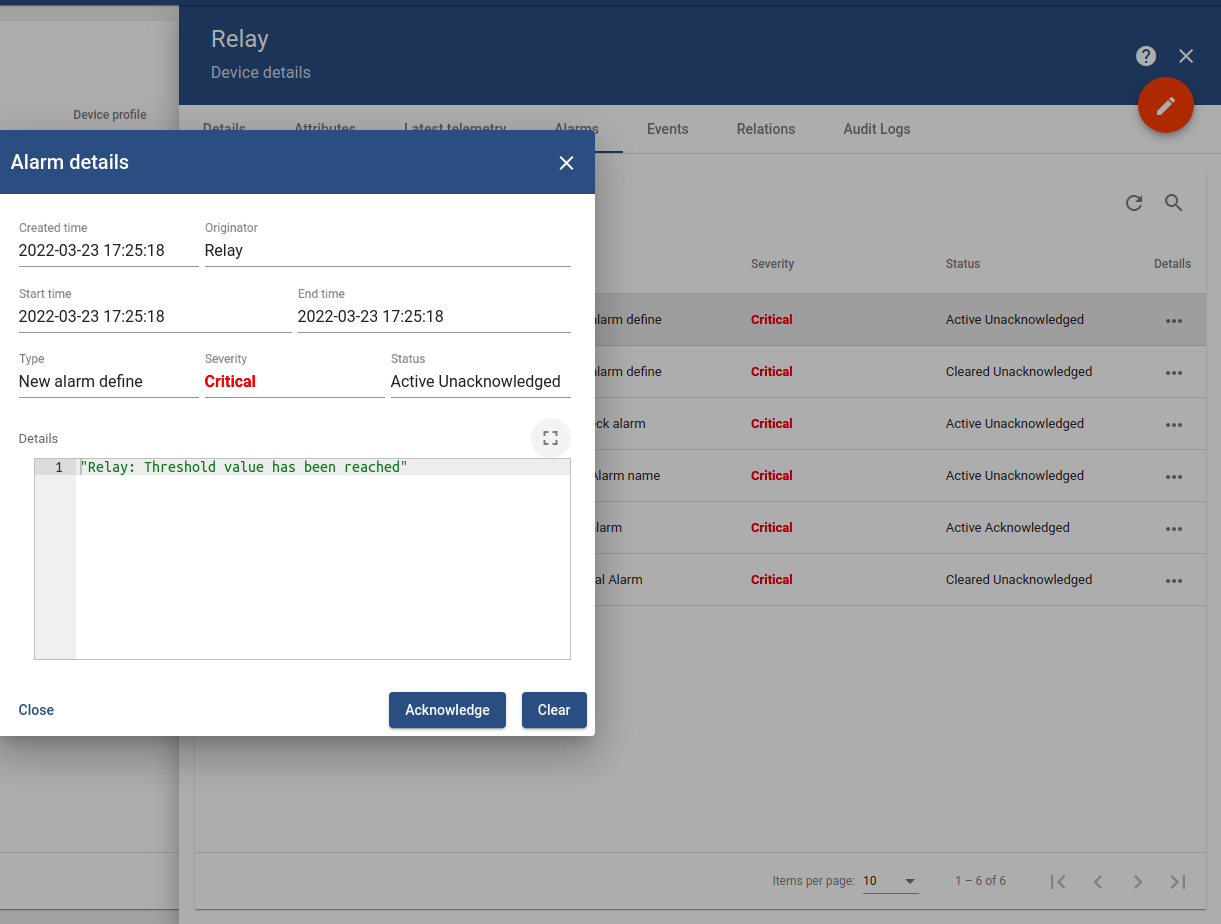 Relay
Device details
Device profile
Details Attributes Latest telemetry Alarms Events Relations Audit Logs
Alarm details
Created time Originator
2022-03-23 17:25:18 Relay
Start time End time
2022-03-23 17:25:18 2022-03-23 17:25:18
Type Severity Status
New alarm define Critical Active Unacknowledged
Details
1 "Relay: Threshold value has been reached"
Close Acknowledge Clear
Severity Status Details
alarm define Critical Active Unacknowledged
alarm define Critical Cleared Unacknowledged
ck alarm Critical Active Unacknowledged
Alarm name Critical Active Unacknowledged
larm Critical Active Acknowledged
al Alarm Critical Cleared Unacknowledged
Items per page: 10 1 – 6 of 6